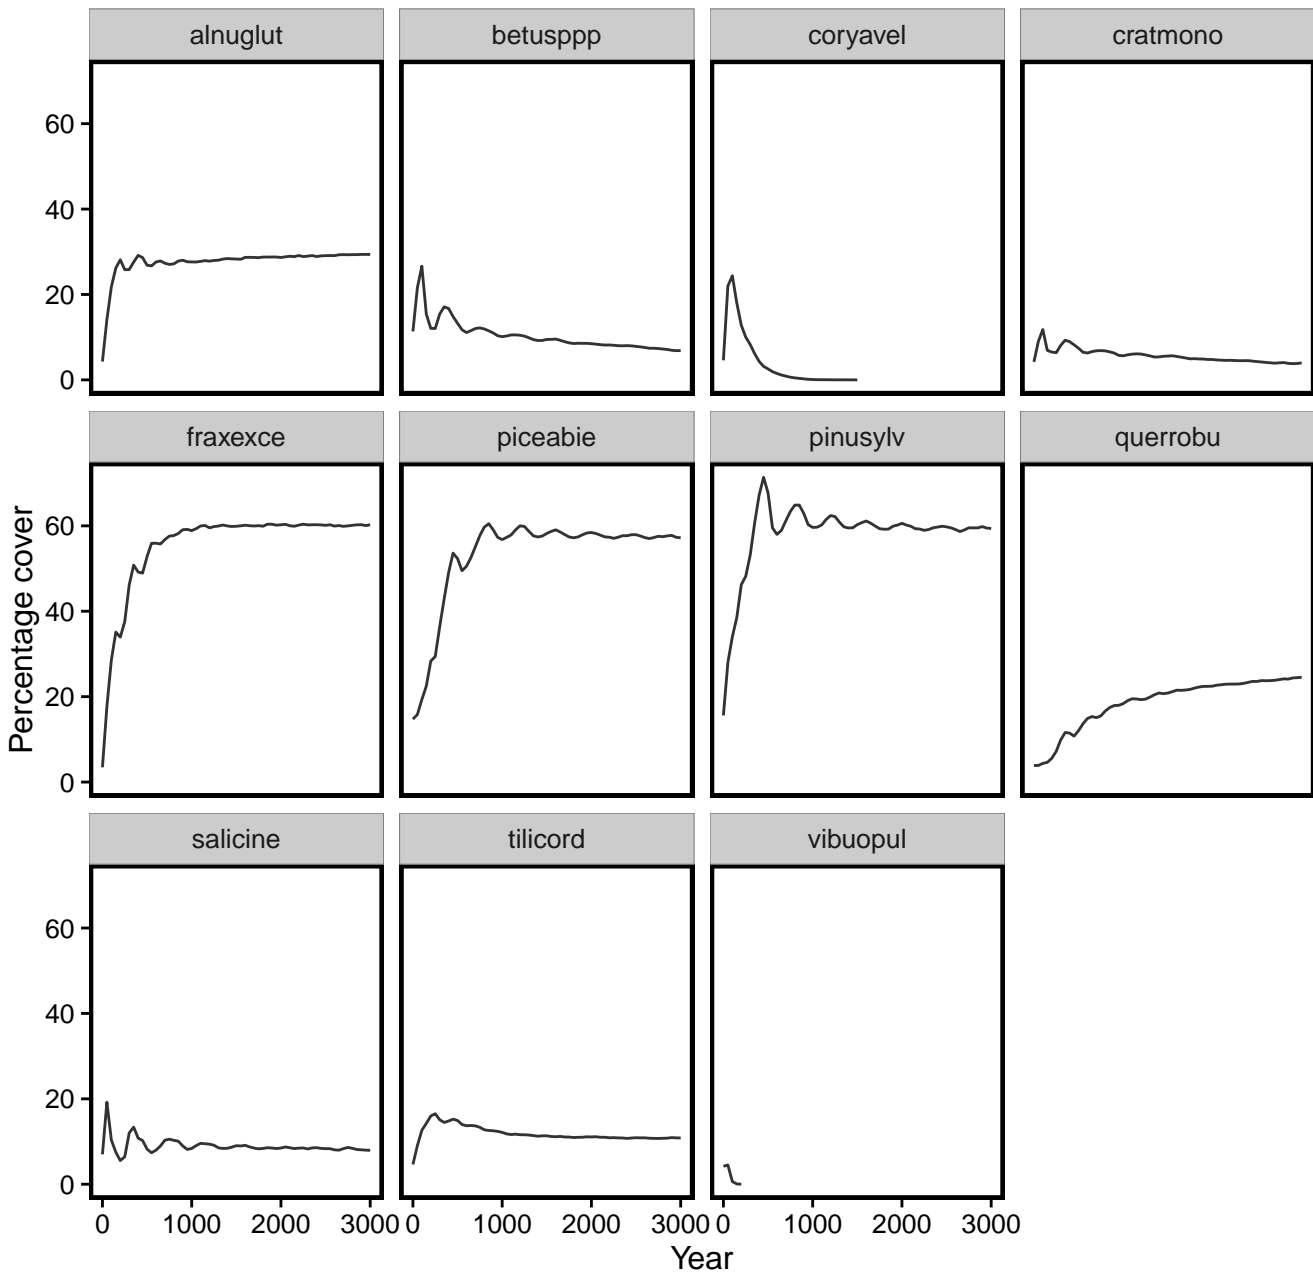 alnuglut betusppp coryavel cratmono
60
40
20
0
fraxexce piceabie pinusylv querrobu
Percentage cover
60
40
20
0
salicine tilicord vibuopul
60
40
20
0
0 1000 2000 3000 0 1000 2000 3000 0 1000 2000 3000
Year